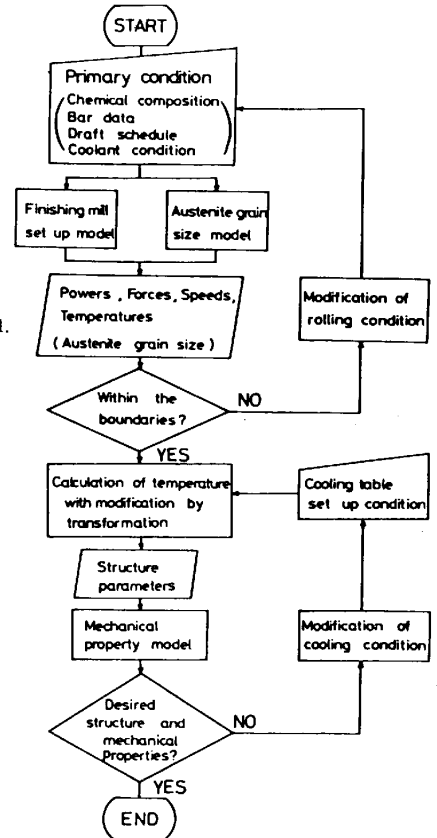 START
Primary condition
Chemical composition
Bar data
Draft schedule
Coolant condition
Finishing mill
set up model
Austenite grain
size model
Powers, Forces, Speeds,
Temperatures
(Austenite grain size)
Modification of
rolling condition
Within the
boundaries?
NO
YES
Calculation of temperature
with modification by
transformation
Cooling table
set up condition
Structure
parameters
Mechanical
property model
Modification of
cooling condition
Desired
structure and
mechanical
Properties?
NO
YES
END